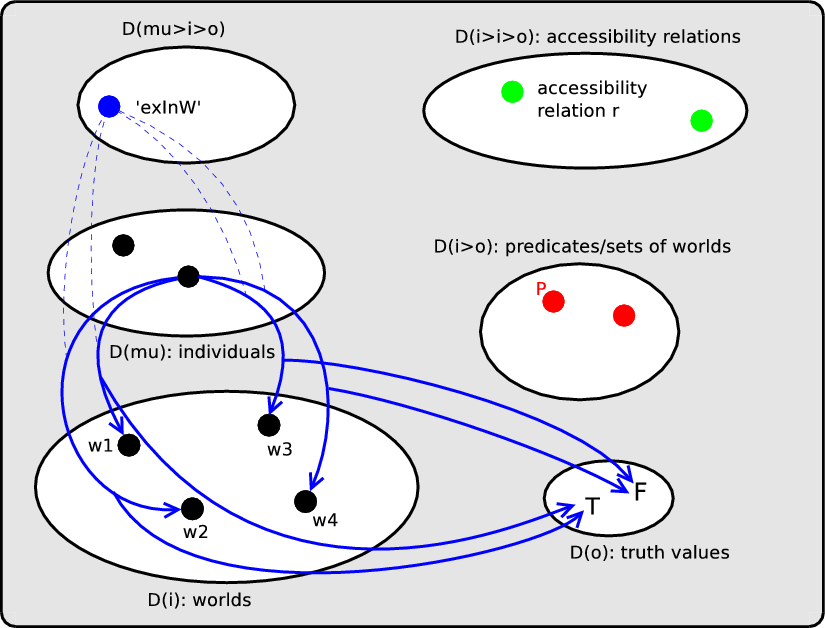 D(mu>i>o)
D(i>i>o): accessibility relations
'exInW'
accessibility
relation r
D(i>o): predicates/sets of worlds
P
D(mu): individuals
w1
w3
w2
w4
T
F
D(o): truth values
D(i): worlds